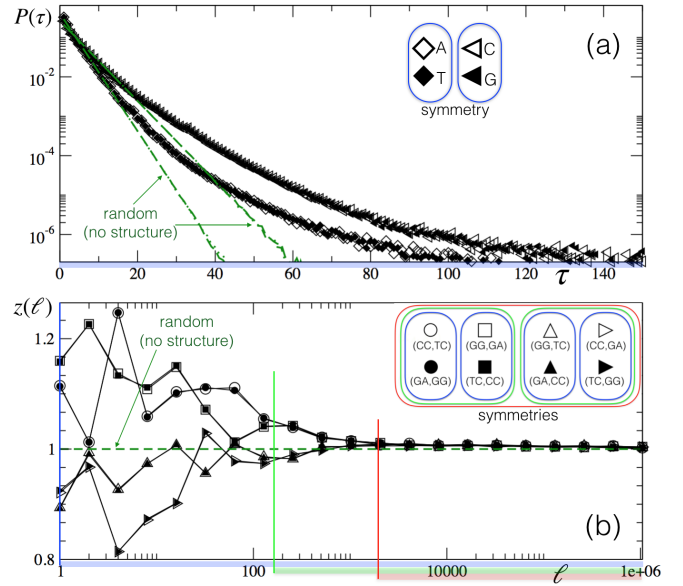 P(τ)
(a)
A
C
T
G
symmetry
10⁻²
10⁻⁴
10⁻⁶
random
(no structure)
0
20
40
60
80
100
120
τ
140
z(ℓ)
1.2
1
0.8
random
(no structure)
(CC,TC)
(GG,GA)
(GG,TC)
(CC,GA)
(GA,GG)
(TC,CC)
(GA,CC)
(TC,GG)
symmetries
(b)
1
100
10000
ℓ
1e+06